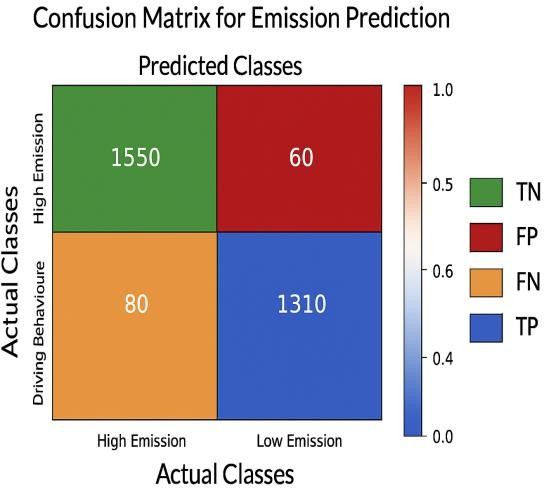 Confusion Matrix for Emission Prediction
Predicted Classes
Actual Classes
High Emission
Driving Behavioure
1550
60
80
1310
High Emission
Low Emission
Actual Classes
1.0
0.5
0.6
0.4
0.0
TN
FP
FN
TP